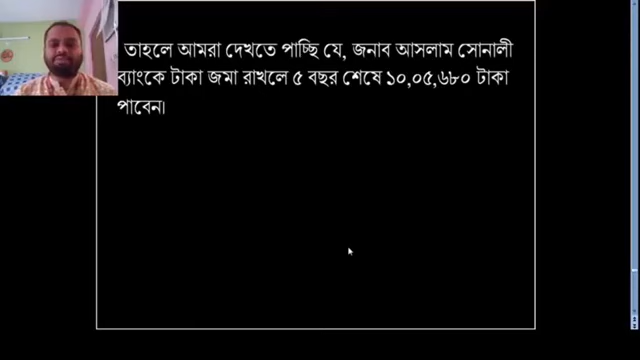 তাহলে আমরা দেখতে পাচ্ছি যে, জনাব আসলাম সোনালী
ব্যাংকে টাকা জমা রাখলে ৫ বছর শেষে ১০,০৫,৬৮০ টাকা
পাবেন।